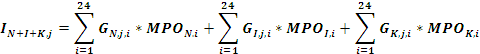 I_{N+I+K,j} = \sum_{i=1}^{24} G_{N,j,i} * MPO_{N,i} + \sum_{i=1}^{24} G_{I,j,i} * MPO_{I,i} + \sum_{i=1}^{24} G_{K,j,i} * MPO_{K,i}